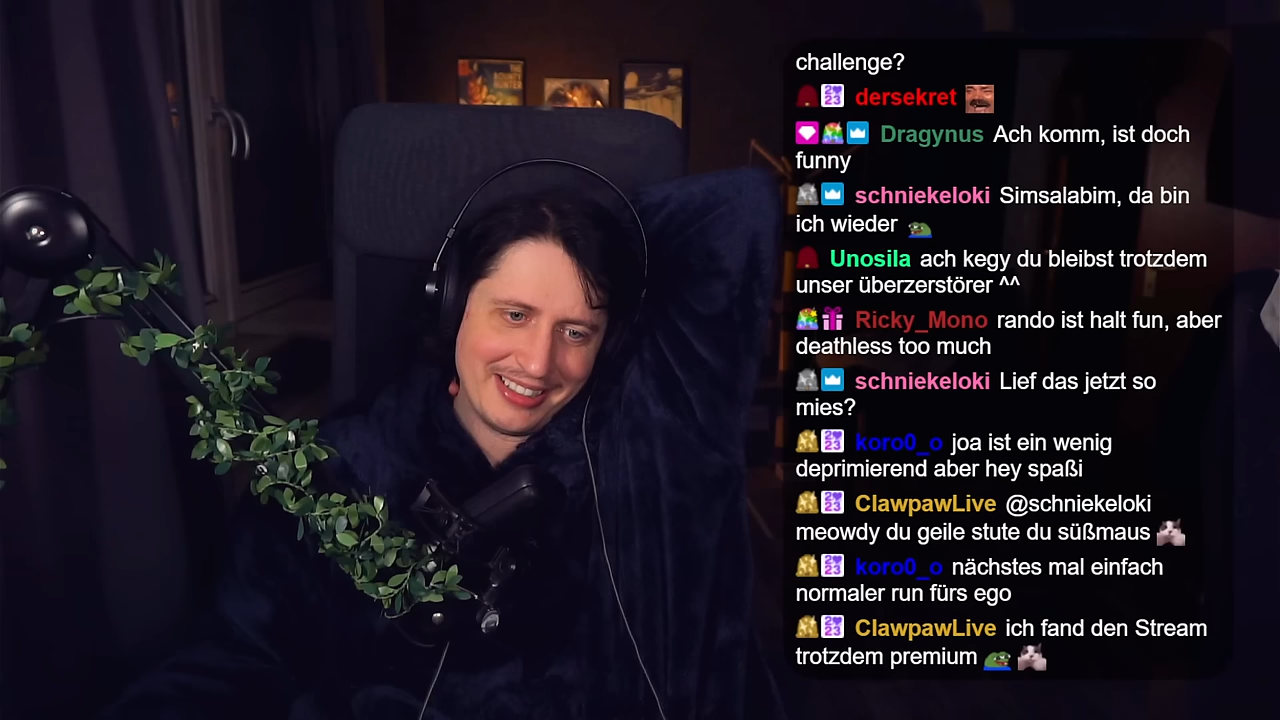 THE
BOUNTY
HUNTER
challenge?
dersekret
Dragynus Ach komm, ist doch
funny
schniekeloki Simsalabim, da bin
ich wieder
Unosila ach kegy du bleibst trotzdem
unser überzerstörer ^^
Ricky_Mono rando ist halt fun, aber
deathless too much
schniekeloki Lief das jetzt so
mies?
koro0_o joa ist ein wenig
deprimierend aber hey spaßi
ClawpawLive @schniekeloki
meowdy du geile stute du süßmaus
koro0_o nächstes mal einfach
normaler run fürs ego
ClawpawLive ich fand den Stream
trotzdem premium